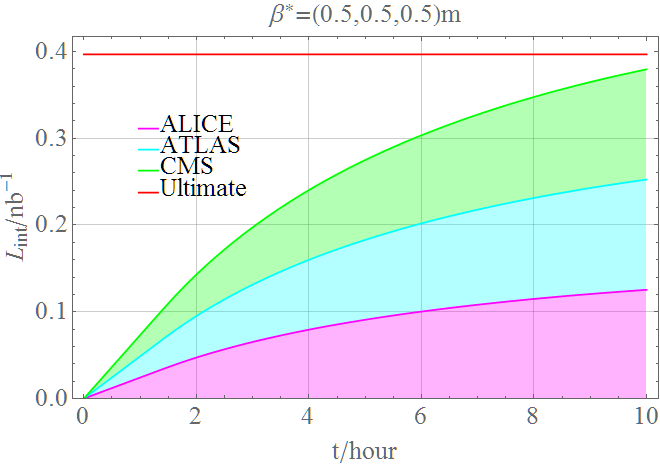 β*=(0.5,0.5,0.5)m
0.4
0.3
0.2
0.1
0.0
L_int/nb⁻¹
ALICE
ATLAS
CMS
Ultimate
0 2 4 6 8 10
t/hour